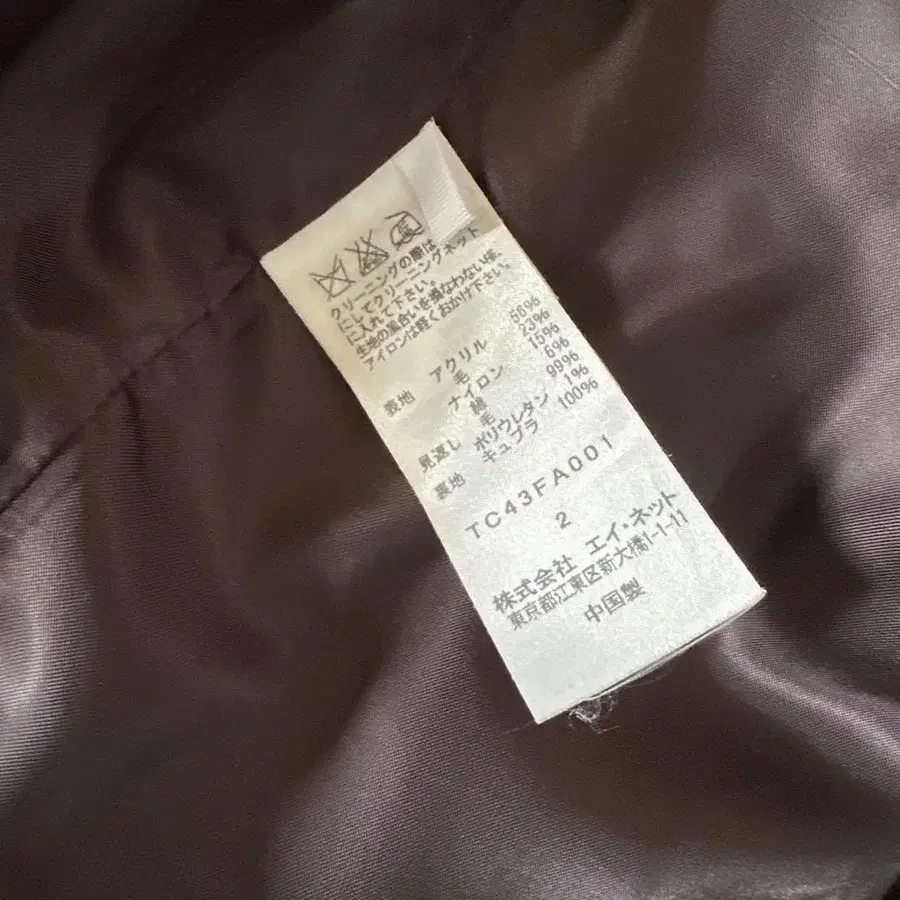 クリーニングの際は
にしてクリーニングネット
に入れて下さい。
生地の風合いを損なわない様、
アイロンは軽くおかけ下さい。
表地 アクリル 56%
毛 23%
ナイロン 15%
綿 6%
見返し 毛 99%
ポリウレタン 1%
裏地 キュプラ 100%
TC43FA001
2
株式会社 エイ・ネット
東京都江東区新大橋1-1-11
中国製